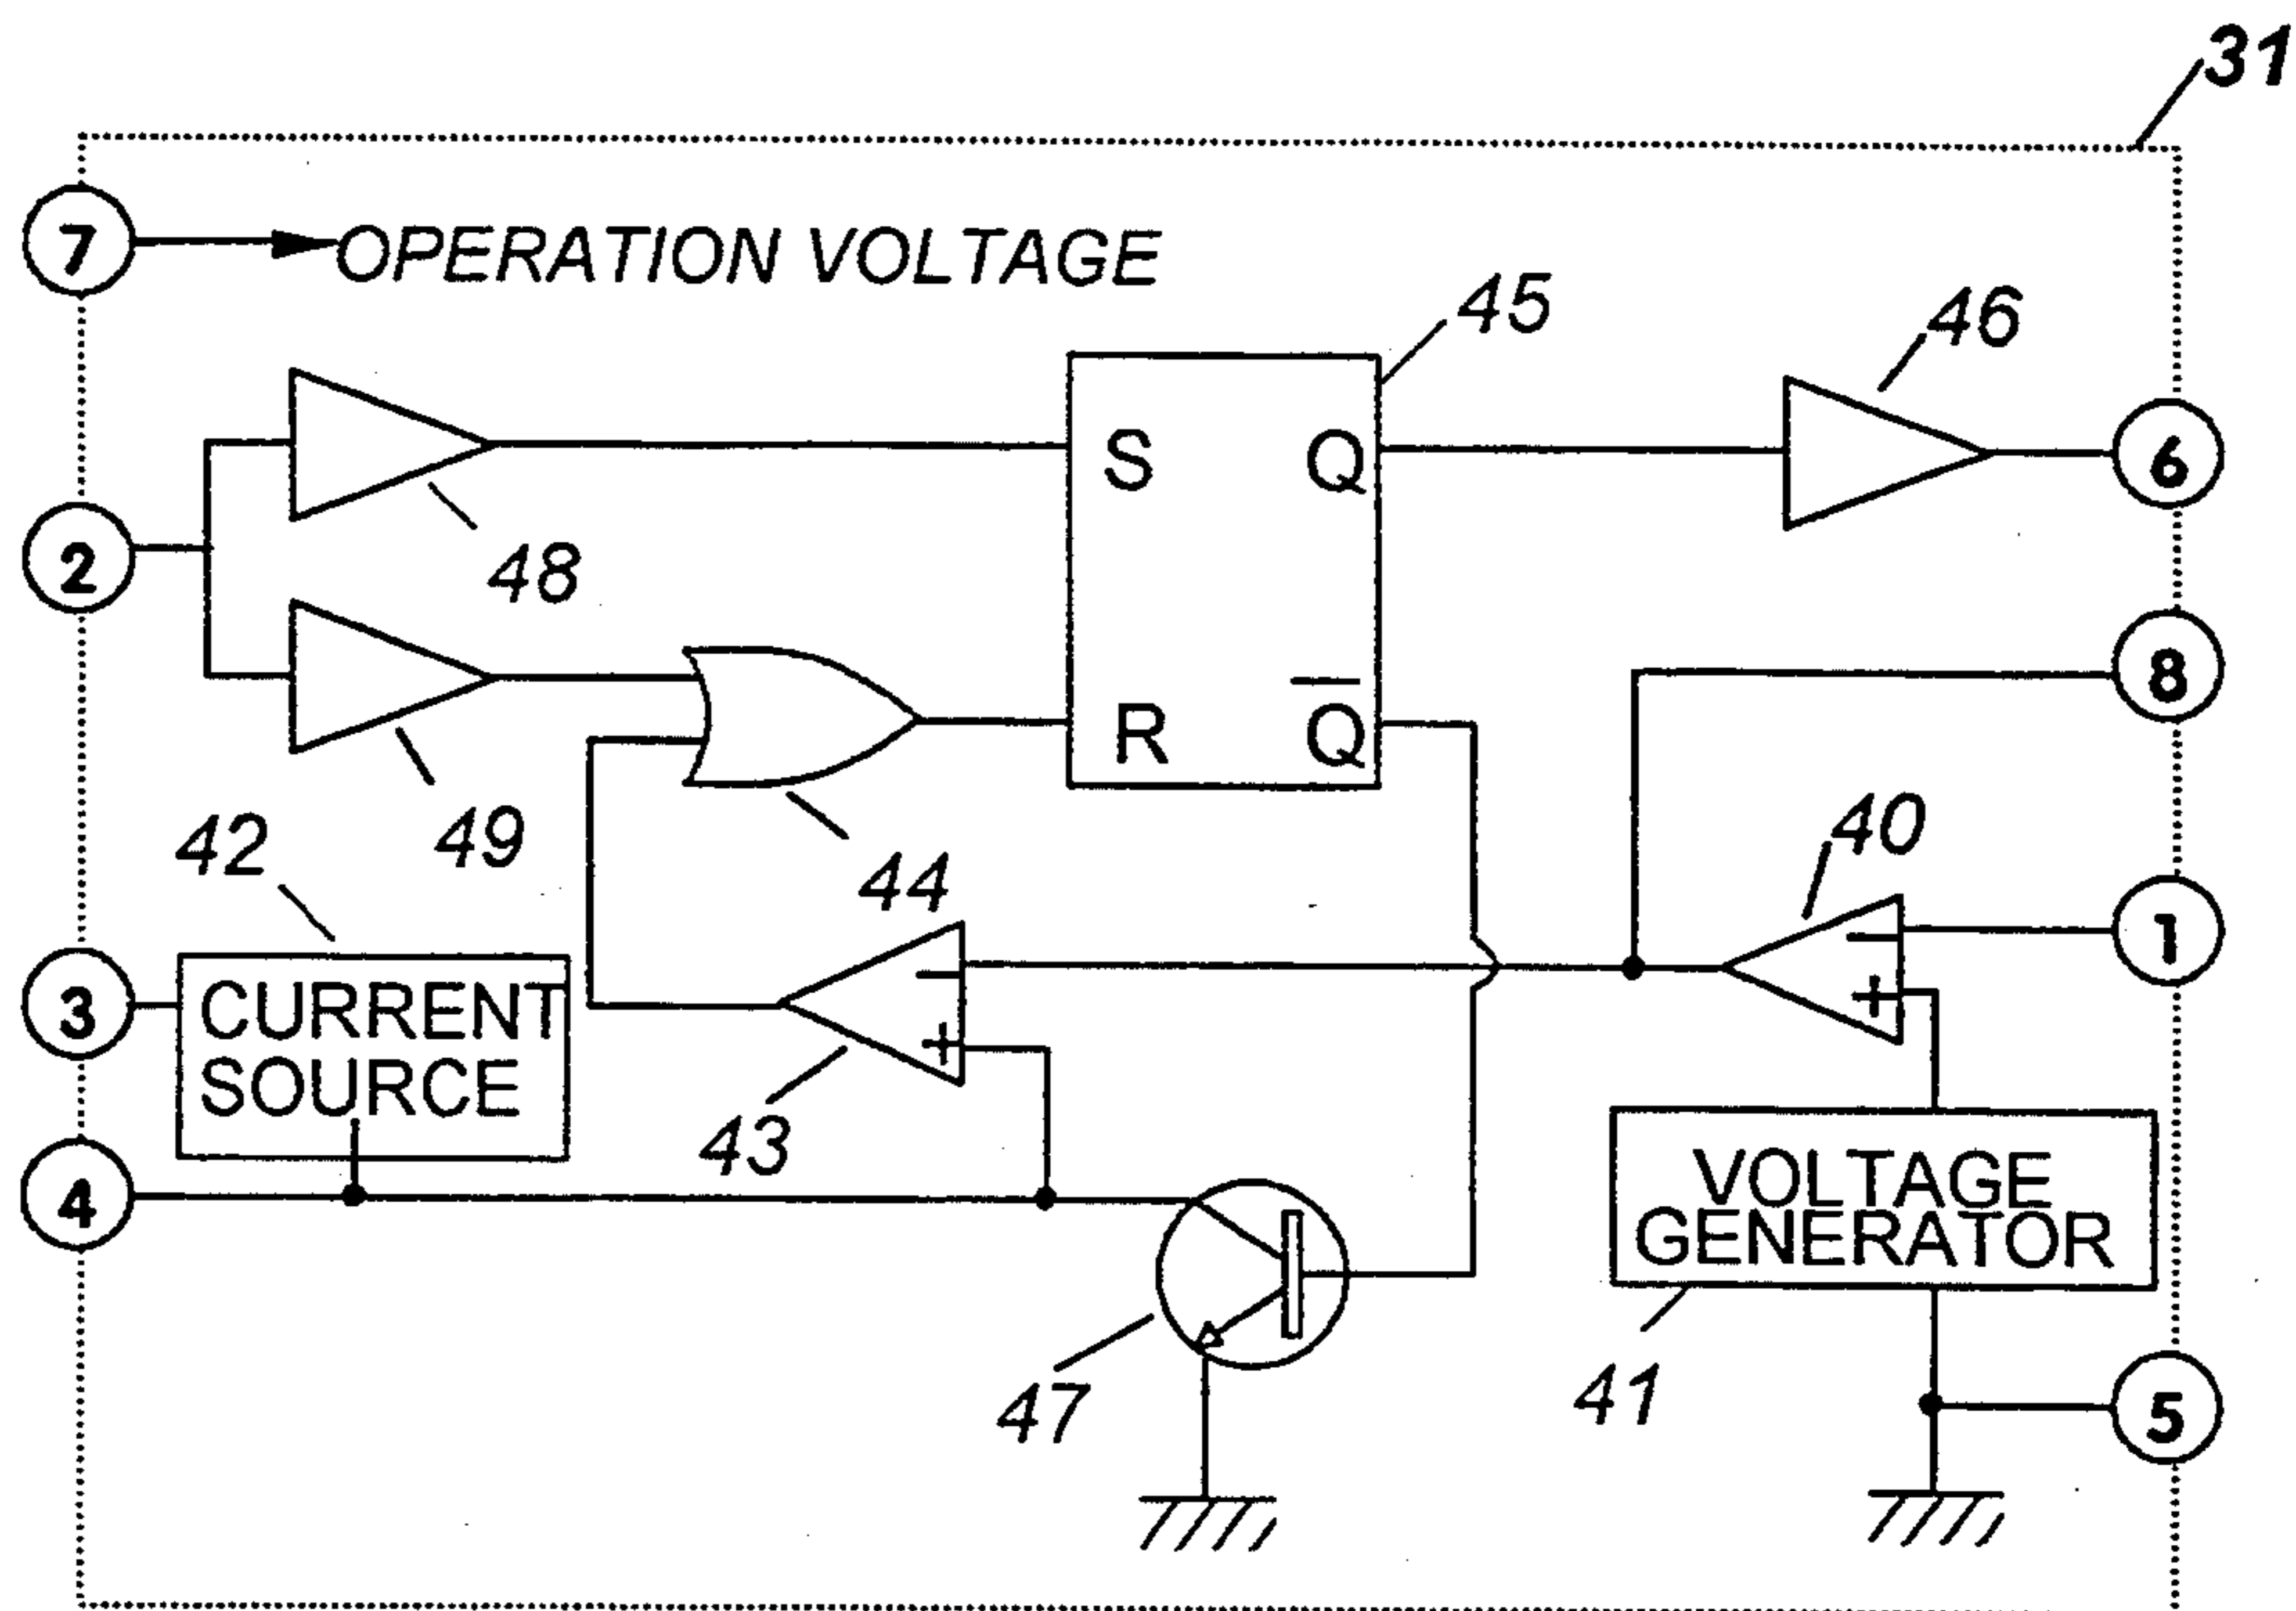 31
7 OPERATION VOLTAGE
45
46
S Q
6
2
48
8
R Q̅
49
44
42
40
1
3
CURRENT
SOURCE
43
4
VOLTAGE
GENERATOR
47
41
5
- +
- +